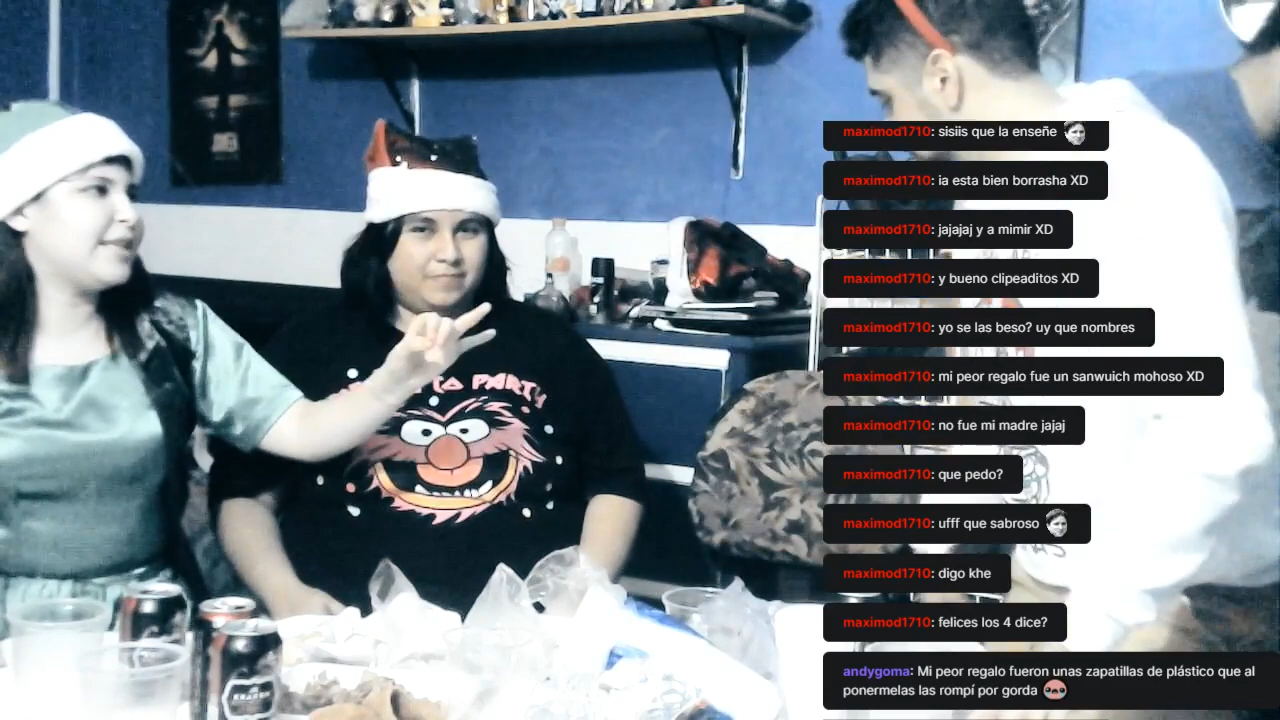 maximod1710: sisiis que la enseñe
maximod1710: ia esta bien borrasha XD
maximod1710: jajajaj y a mimir XD
maximod1710: y bueno clipeaditos XD
maximod1710: yo se las beso? uy que nombres
maximod1710: mi peor regalo fue un sanwuich mohoso XD
maximod1710: no fue mi madre jajaj
maximod1710: que pedo?
maximod1710: ufff que sabroso
maximod1710: digo khe
maximod1710: felices los 4 dice?
andygoma: Mi peor regalo fueron unas zapatillas de plástico que al
ponermelas las rompí por gorda
PARTY
KRAKEN